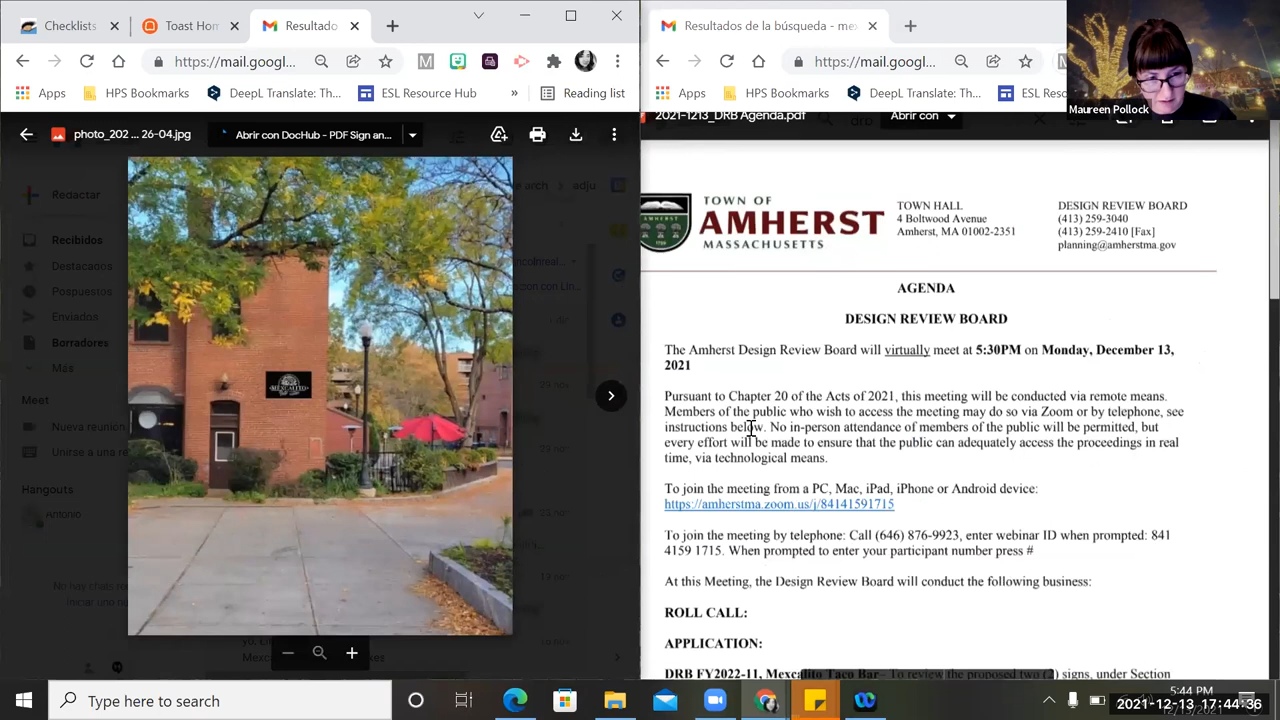 Checklists
Toast Hom
Resultado
Resultados de la búsqueda - mex
https://mail.googl
https://mail.googl
Apps
HPS Bookmarks
DeepL Translate: Th...
ESL Resource Hub
»
Reading list
Apps
HPS Bookmarks
DeepL Translate: Th...
ESL
Maureen Pollock
photo_202 ... 26-04.jpg
Abrir con DocHub - PDF Sign an...
2021-1213_DRB Agenda.pdf
Abrir con
Redactar
Recibidos
Destacados
Pospuestos
Enviados
Borradores
Más
Meet
Nueva reunión
Unirse a una re
Hangouts
Antonio
MEXCALITO
TOWN OF
AMHERST
MASSACHUSETTS
TOWN HALL
4 Boltwood Avenue
Amherst, MA 01002-2351
DESIGN REVIEW BOARD
(413) 259-3040
(413) 259-2410 [Fax]
planning@amherstma.gov
AGENDA
DESIGN REVIEW BOARD
The Amherst Design Review Board will virtually meet at 5:30PM on Monday, December 13,
2021
Pursuant to Chapter 20 of the Acts of 2021, this meeting will be conducted via remote means.
Members of the public who wish to access the meeting may do so via Zoom or by telephone, see
instructions below. No in-person attendance of members of the public will be permitted, but
every effort will be made to ensure that the public can adequately access the proceedings in real
time, via technological means.
To join the meeting from a PC, Mac, iPad, iPhone or Android device:
https://amherstma.zoom.us/j/84141591715
To join the meeting by telephone: Call (646) 876-9923, enter webinar ID when prompted: 841
4159 1715. When prompted to enter your participant number press #
At this Meeting, the Design Review Board will conduct the following business:
ROLL CALL:
APPLICATION:
DRB FY2022-11, Mexcalito Taco Bar– To review the proposed two (2) signs, under Section
Type here to search
5:44 PM
2021-12-13 17:44:36